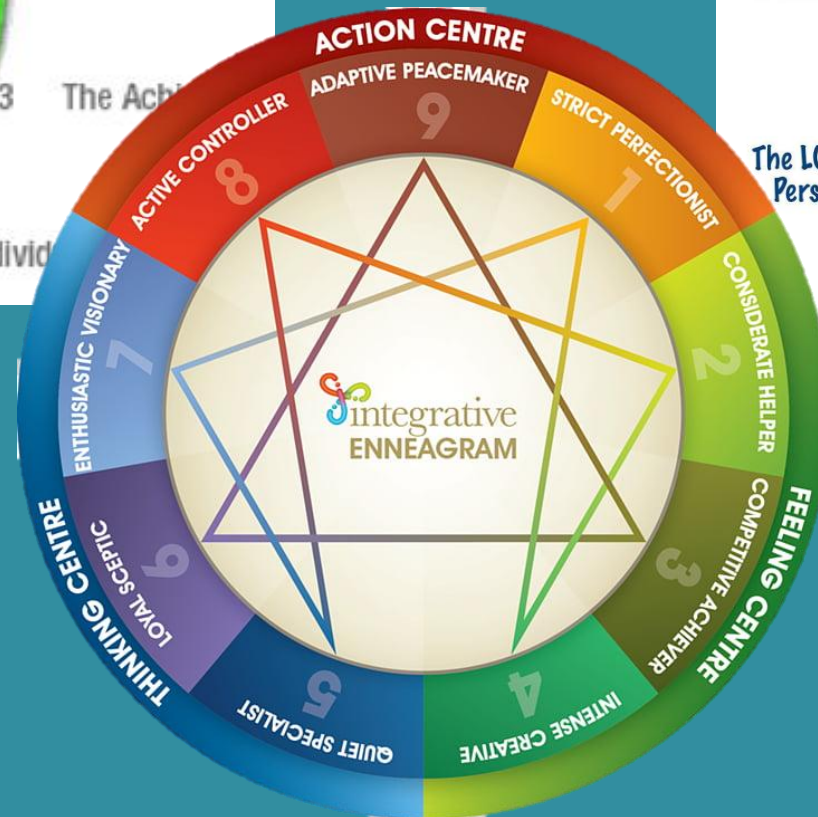 3 The Ach
divid
The LO
Pers
ACTION CENTRE
ADAPTIVE PEACEMAKER
9
STRICT PERFECTIONIST
1
CONSIDERATE HELPER
2
COMPETITIVE ACHIEVER
3
FEELING CENTRE
INTENSE CREATIVE
4
QUIET SPECIALIST
5
LOYAL SCEPTIC
6
THINKING CENTRE
ENTHUSIASTIC VISIONARY
7
ACTIVE CONTROLLER
8
integrative
ENNEAGRAM